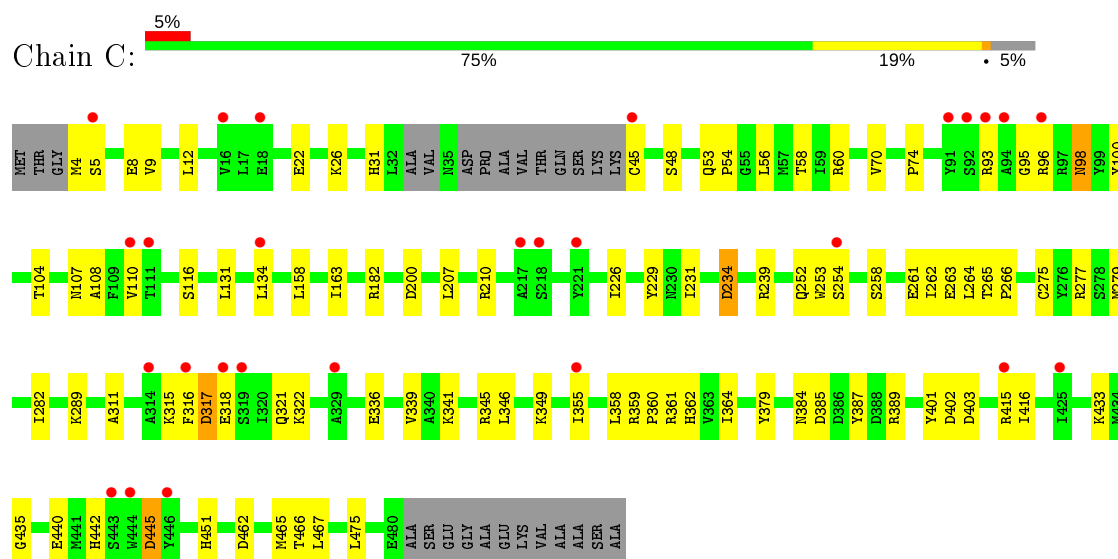 5%
Chain C:
75% 19% • 5%
MET THR GLY M4 S5 E8 V9 L12 V16 L17 E18 E22 K26 H31 L32 ALA VAL N35 ASP PRO ALA VAL THR GLN SER LYS LYS C45 S48 Q53 P54 G55 L56 M57 T58 I59 R60 V70 P74 Y91 S92 R93 A94 G95 R96 R97 N98 Y99
T104 N107 A108 F109 V110 T111 S116 L131 L134 L158 I163 R182 D200 L207 R210 A217 S218 Y221 I226 Y229 N230 I231 D234 R239 Q252 W253 S254 S258 E261 I262 E263 L264 T265 P266 C275 Y276 R277 S278
I282 K289 A311 A314 K315 F316 D317 E318 S319 I320 Q321 K322 A329 E336 V339 A340 K341 R345 L346 K349 I355 L358 R359 P360 R361 H362 V363 I364 Y379 N384 D385 D386 Y387 D388 R389 Y401 D402 D403 R415 I416 I425 K433
G435 E440 M441 H442 S443 W444 D445 Y446 H451 D462 M465 T466 L467 L475 E480 ALA SER GLU GLY ALA ALA GLU LYS VAL ALA ALA SER ALA